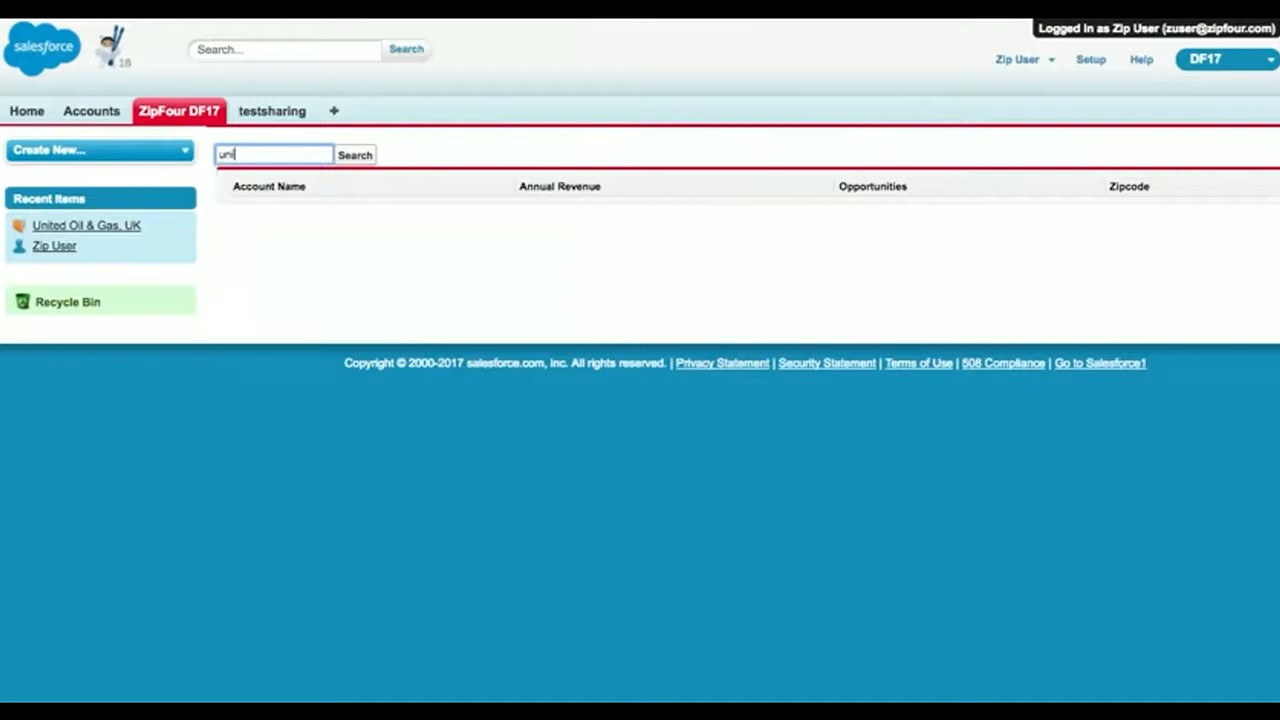 Logged in as Zip User (zuser@zipfour.com)
salesforce
18
Search...
Search
Zip User
Setup
Help
DF17
Home
Accounts
ZipFour DF17
testsharing
+
Create New...
uni
Search
Account Name
Annual Revenue
Opportunities
Zipcode
Recent Items
United Oil & Gas, UK
Zip User
Recycle Bin
Copyright © 2000-2017 salesforce.com, inc. All rights reserved. | Privacy Statement | Security Statement | Terms of Use | 508 Compliance | Go to Salesforce1